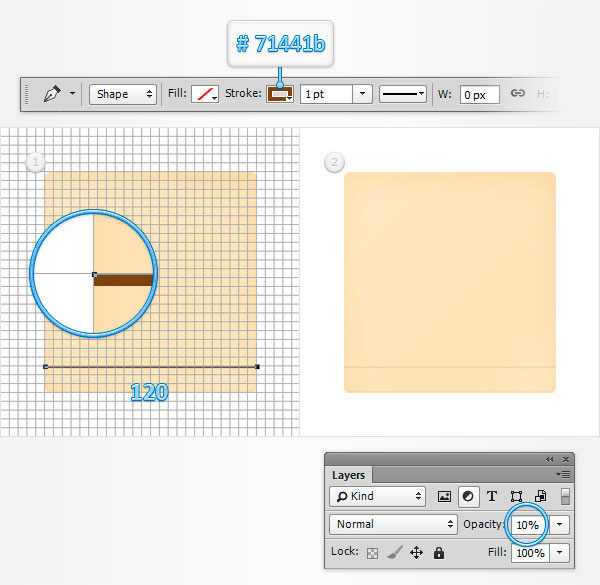 # 71441b
Shape Fill: Stroke: 1 pt W: 0 px H: 0
1 2
120
Layers
Kind T
Normal Opacity: 10%
Lock: Fill: 100%